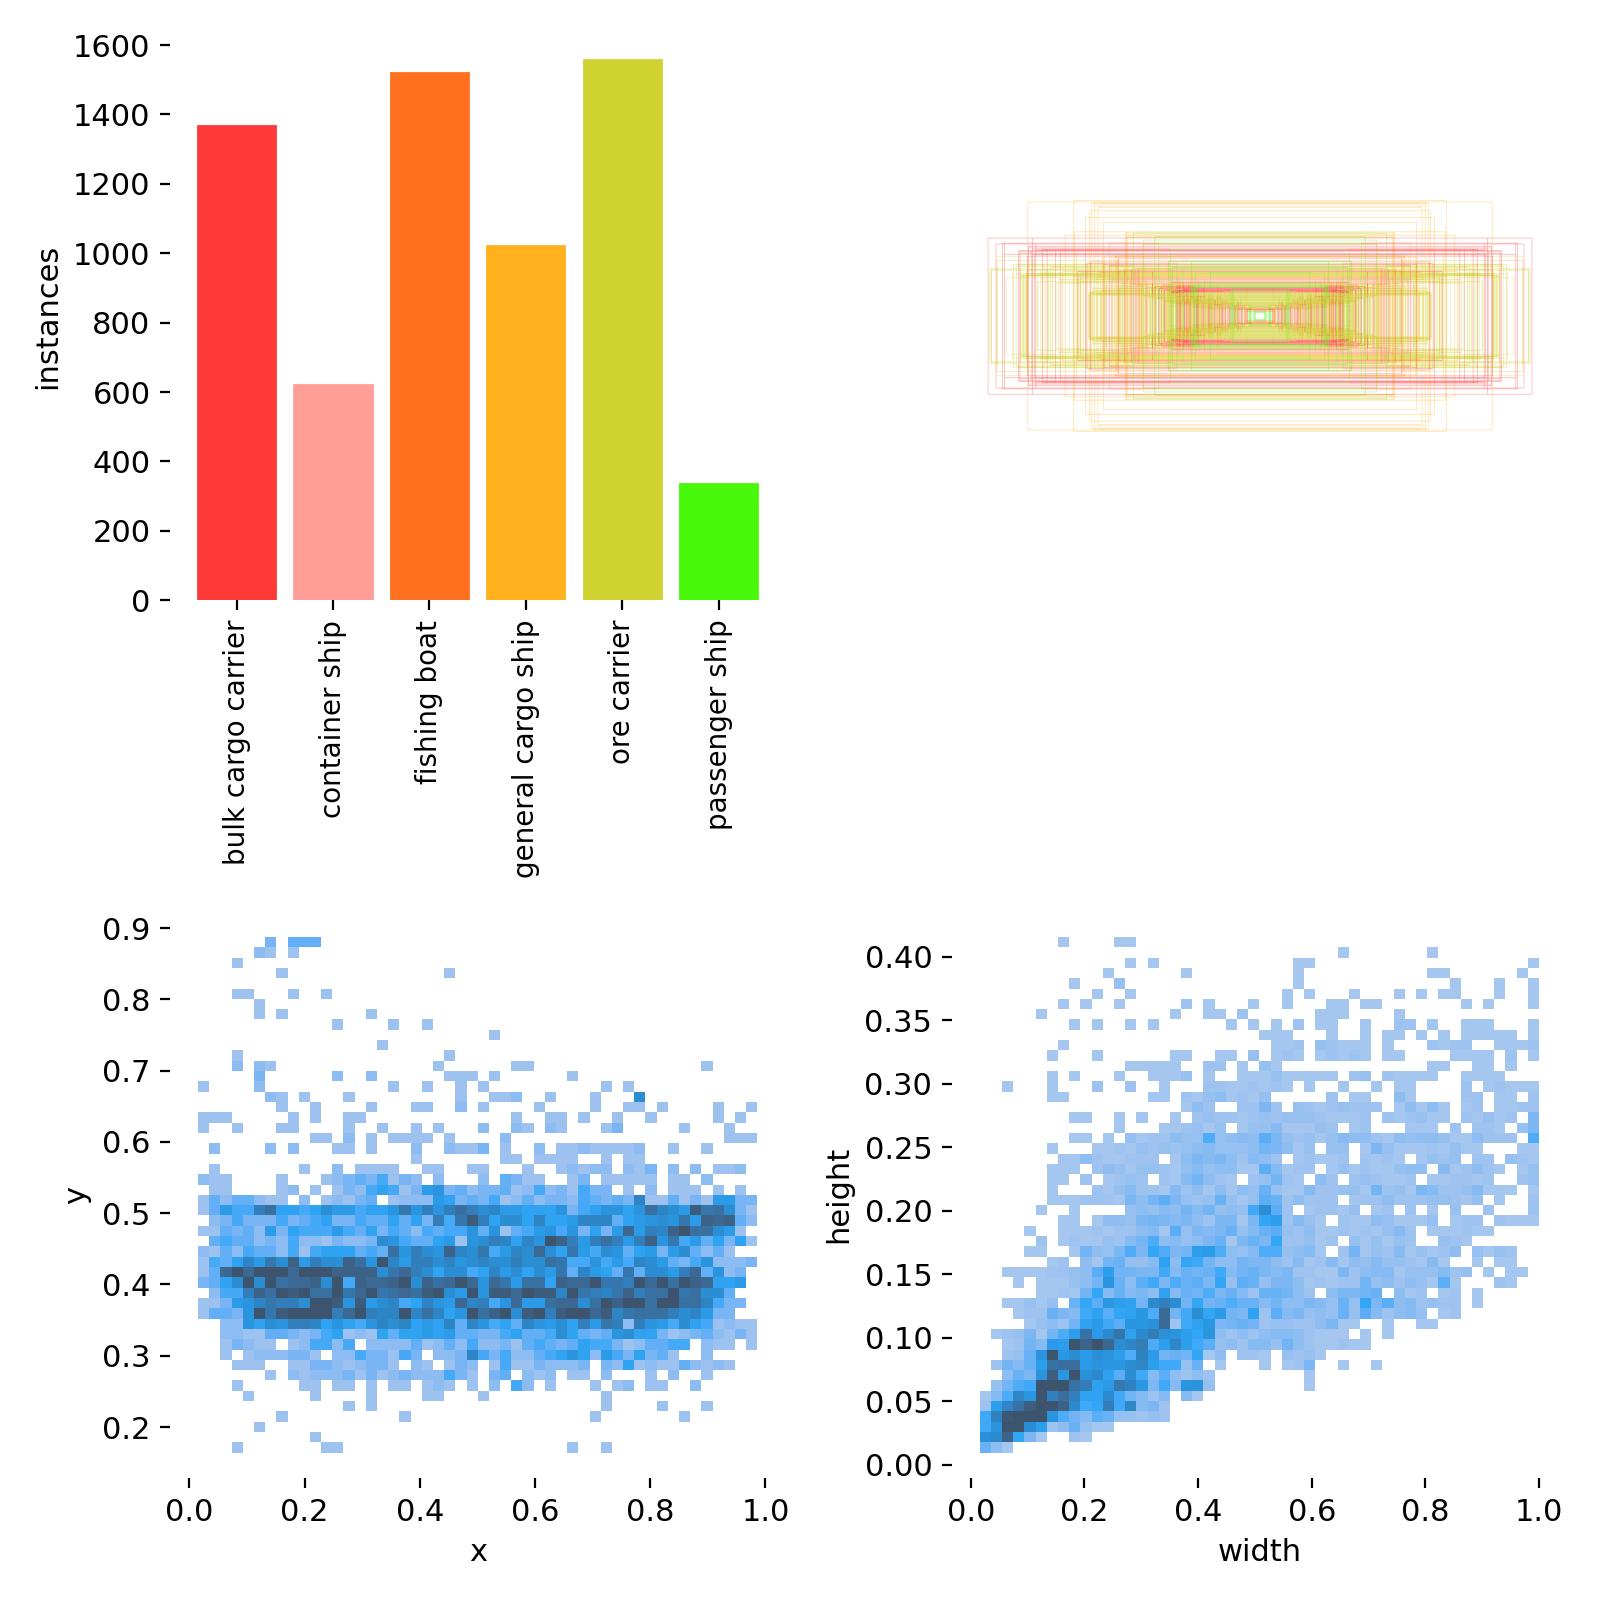 1600
1400
1200
1000
800
600
400
200
0
instances
bulk cargo carrier
container ship
fishing boat
general cargo ship
ore carrier
passenger ship
0.9
0.8
0.7
0.6
0.5
0.4
0.3
0.2
y
0.0 0.2 0.4 0.6 0.8 1.0
x
0.40
0.35
0.30
0.25
0.20
0.15
0.10
0.05
0.00
height
0.0 0.2 0.4 0.6 0.8 1.0
width